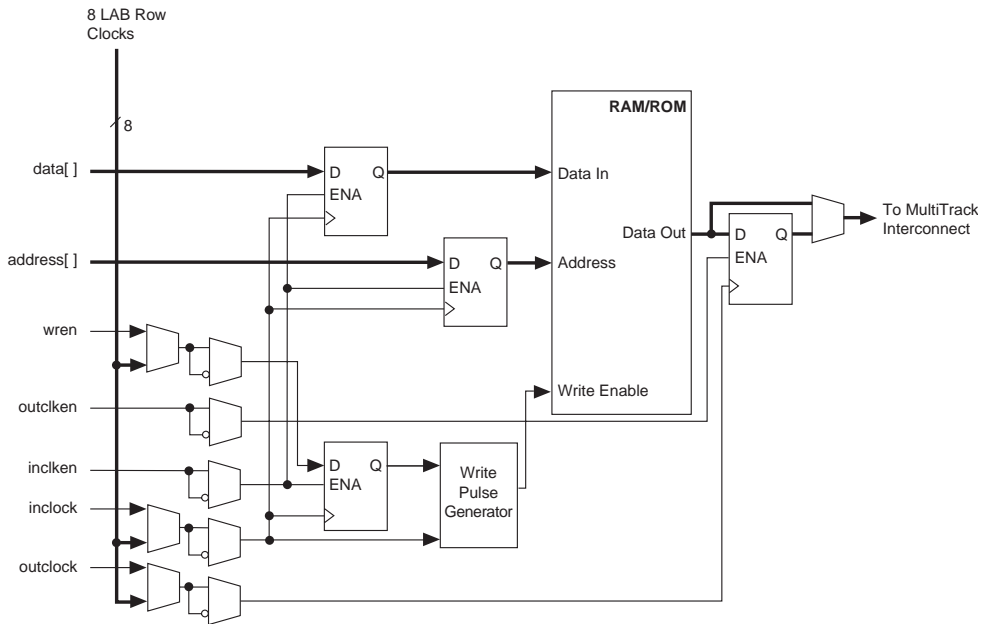 8 LAB Row
Clocks
8
RAM/ROM
data[ ]
D Q
ENA
Data In
Data Out
To MultiTrack
Interconnect
D Q
ENA
address[ ]
D Q
ENA
Address
wren
Write Enable
outclken
inclken
D Q
ENA
Write
Pulse
Generator
inclock
outclock